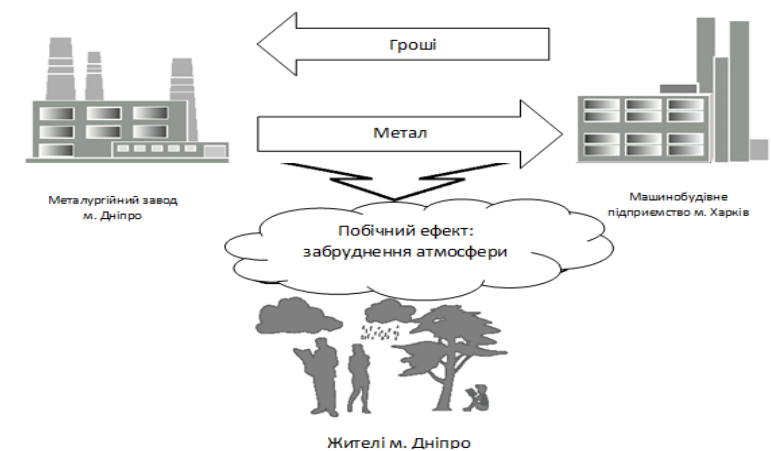 Гроші
Метал
Металургійний завод
м. Дніпро
Машинобудівне
підприємство м. Харків
Побічний ефект:
забруднення атмосфери
Жителі м. Дніпро